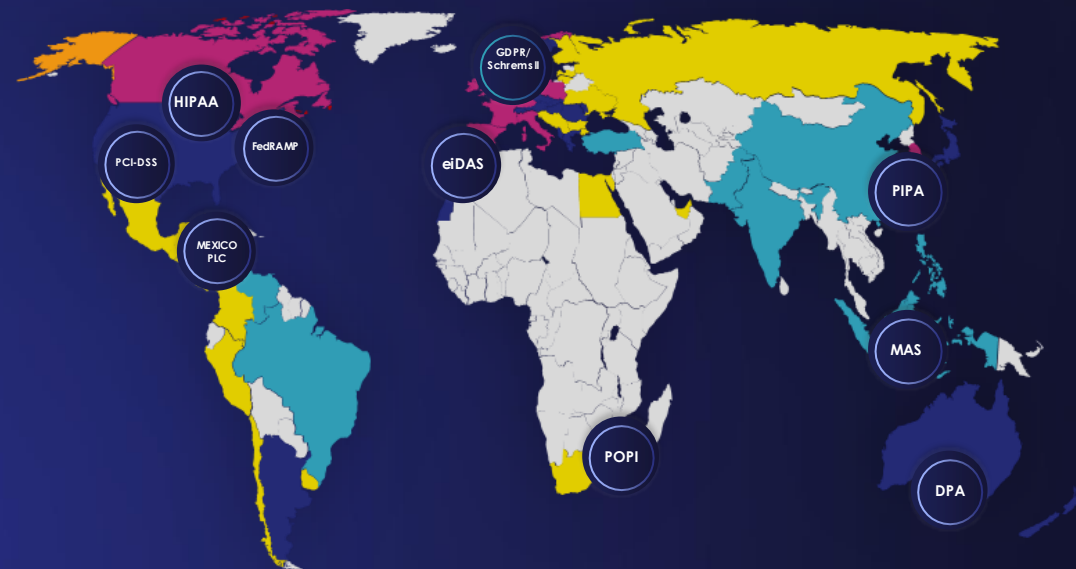 GDPR/
Schrems II
HIPAA
FedRAMP
PCI-DSS
eiDAS
PIPA
MEXICO
PLC
MAS
POPI
DPA